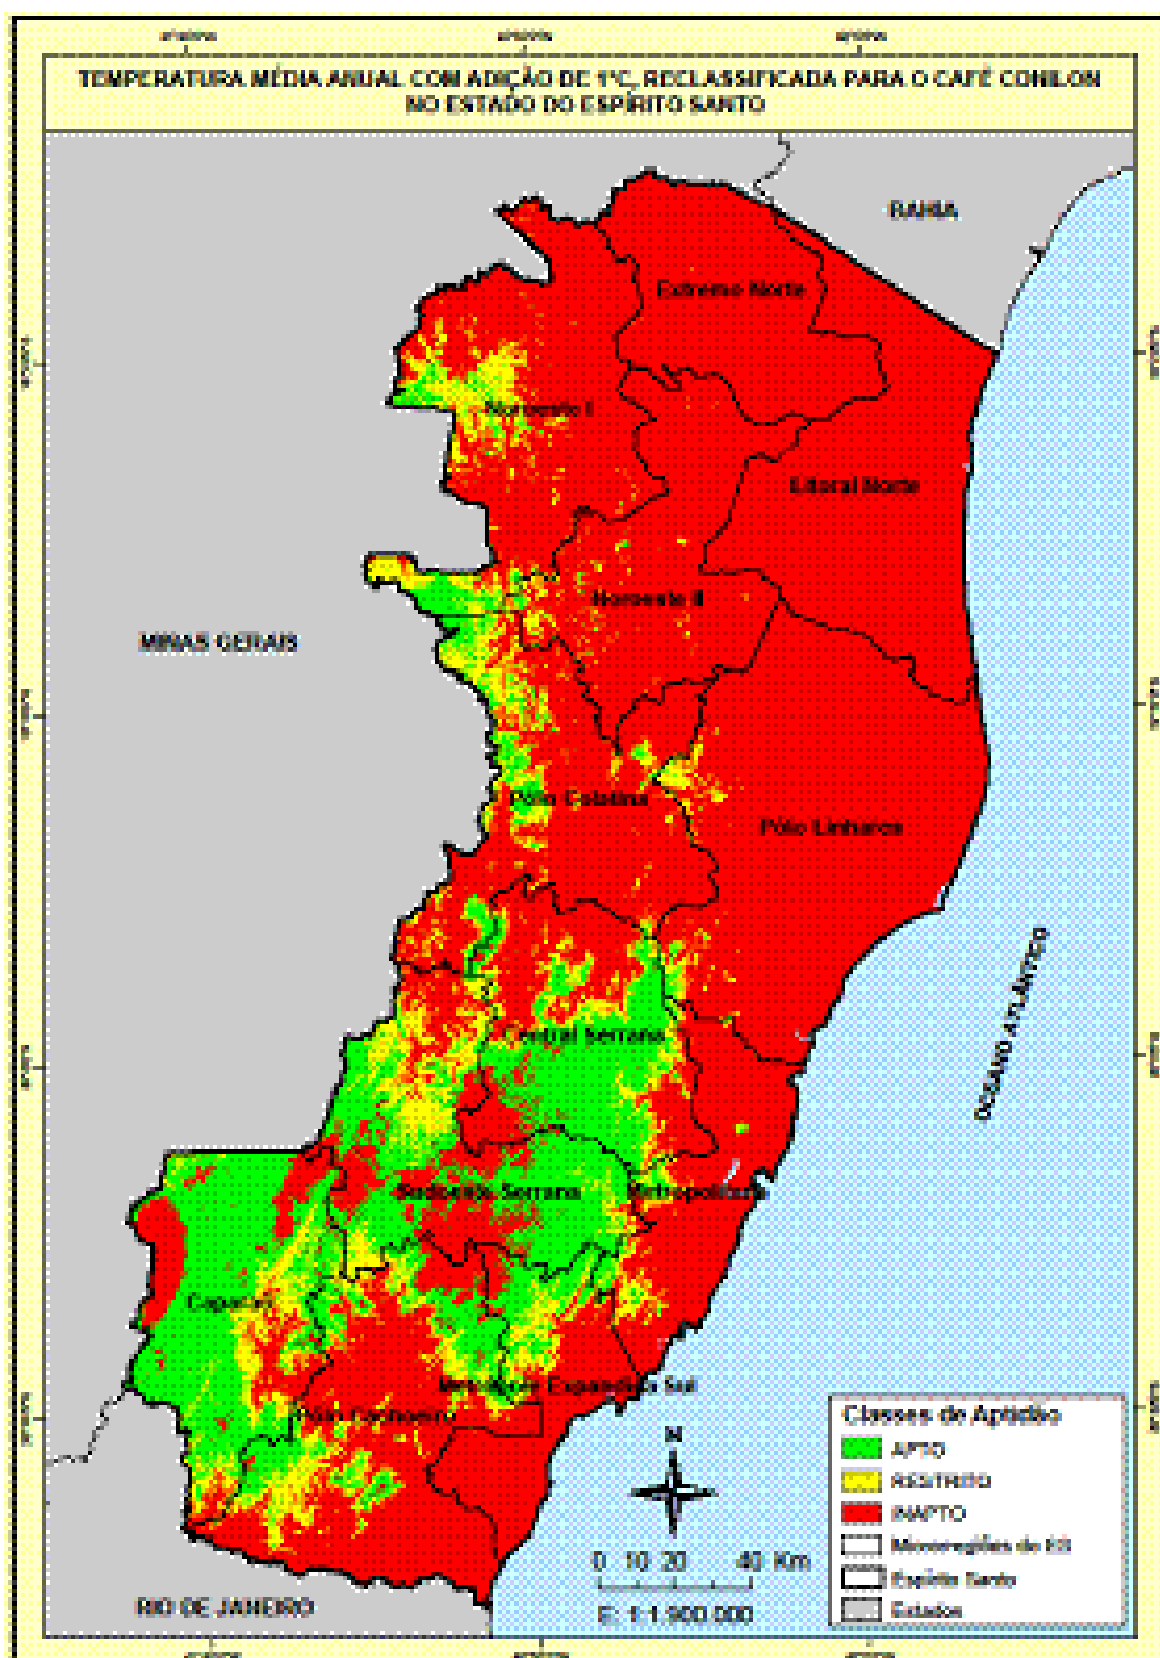 TEMPERATURA MÉDIA ANUAL COM ADIÇÃO DE 1°C, RECLASSIFICADA PARA O CAFÉ CONILON
NO ESTADO DO ESPÍRITO SANTO
BAHIA
Extremo Norte
Noroeste I
Litoral Norte
Noroeste II
MINAS GERAIS
Pólo Colatina
Pólo Linhares
OCEANO ATLÂNTICO
Central Serrana
Sudoeste Serrana
Metropolitana
Caparaó
Metrópole Expandida Sul
Pólo Cachoeiro
Classes de Aptidão
APTO
RESTRITO
INAPTO
Microregiões do ES
Espírito Santo
Estados
N
0 10 20 40 Km
E: 1:1.900.000
RIO DE JANEIRO